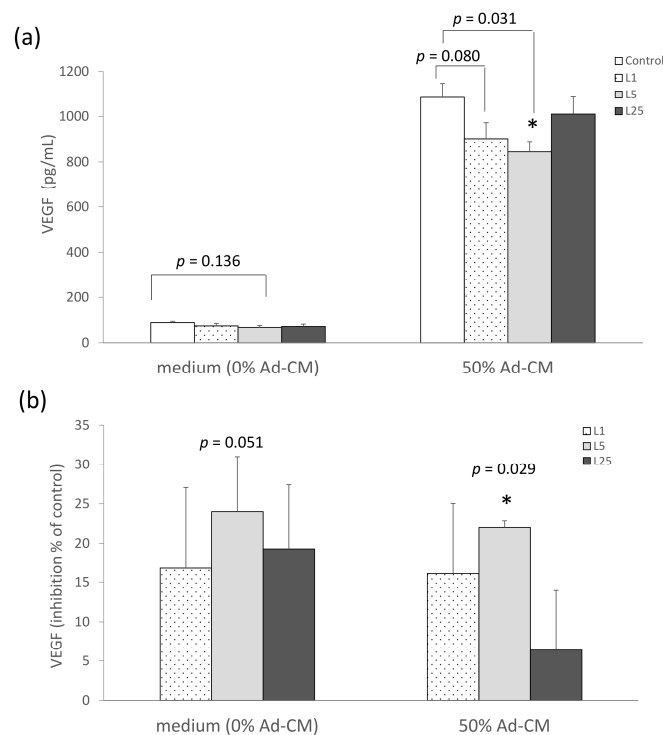 (a)
p = 0.031
p = 0.080
Control
L1
L5
L25
1200
1000
800
600
400
200
0
VEGF (pg/mL)
*
p = 0.136
medium (0% Ad-CM)
50% Ad-CM
(b)
35
30
25
20
15
10
5
0
VEGF (inhibition % of control)
p = 0.051
p = 0.029
*
L1
L5
L25
medium (0% Ad-CM)
50% Ad-CM